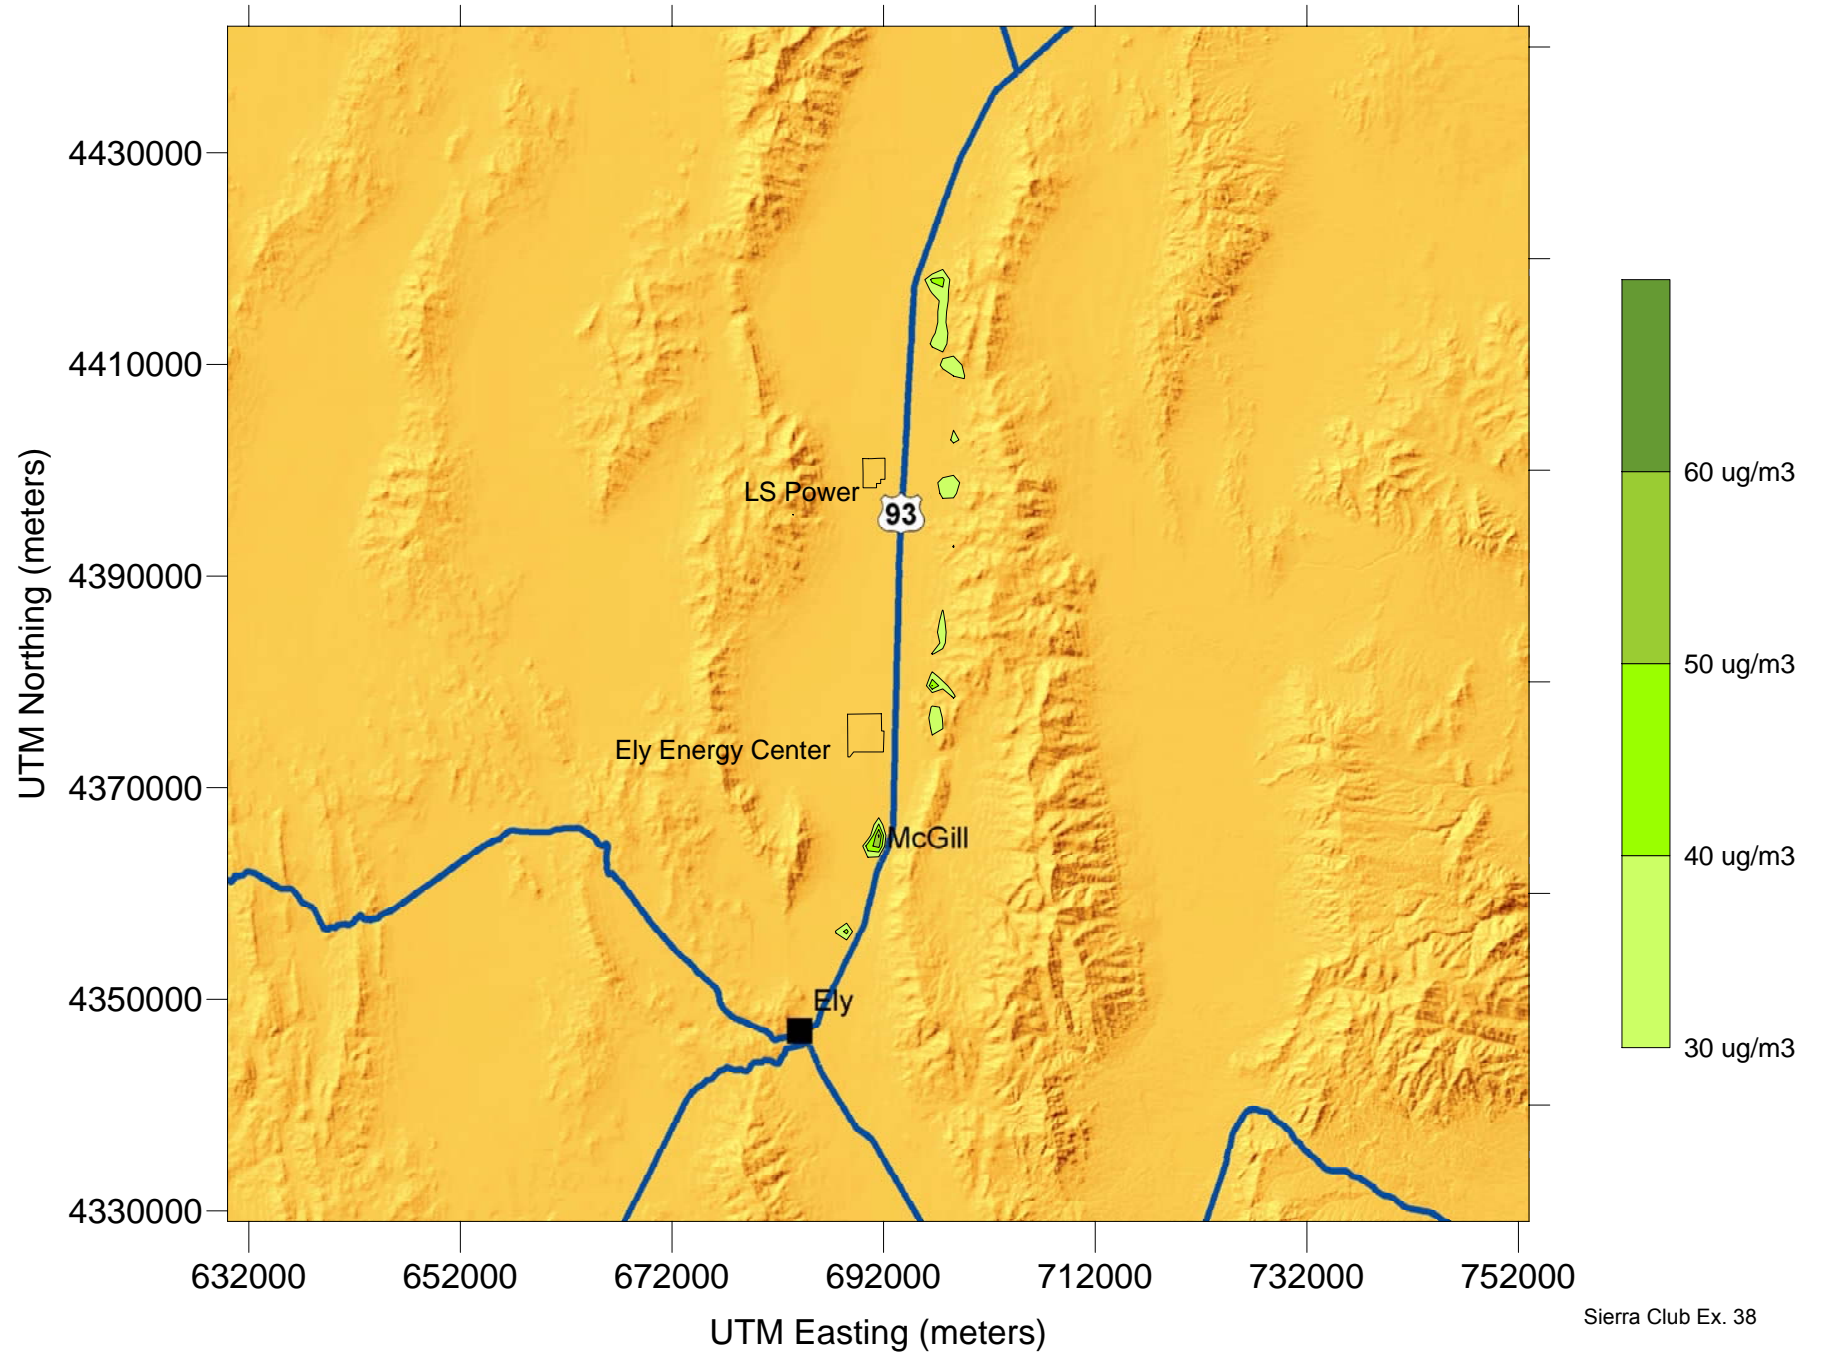 4430000
4410000
4390000
4370000
4350000
4330000
UTM Northing (meters)
LS Power
93
Ely Energy Center
McGill
Ely
632000
652000
672000
692000
712000
732000
752000
UTM Easting (meters)
60 ug/m3
50 ug/m3
40 ug/m3
30 ug/m3
Sierra Club Ex. 38